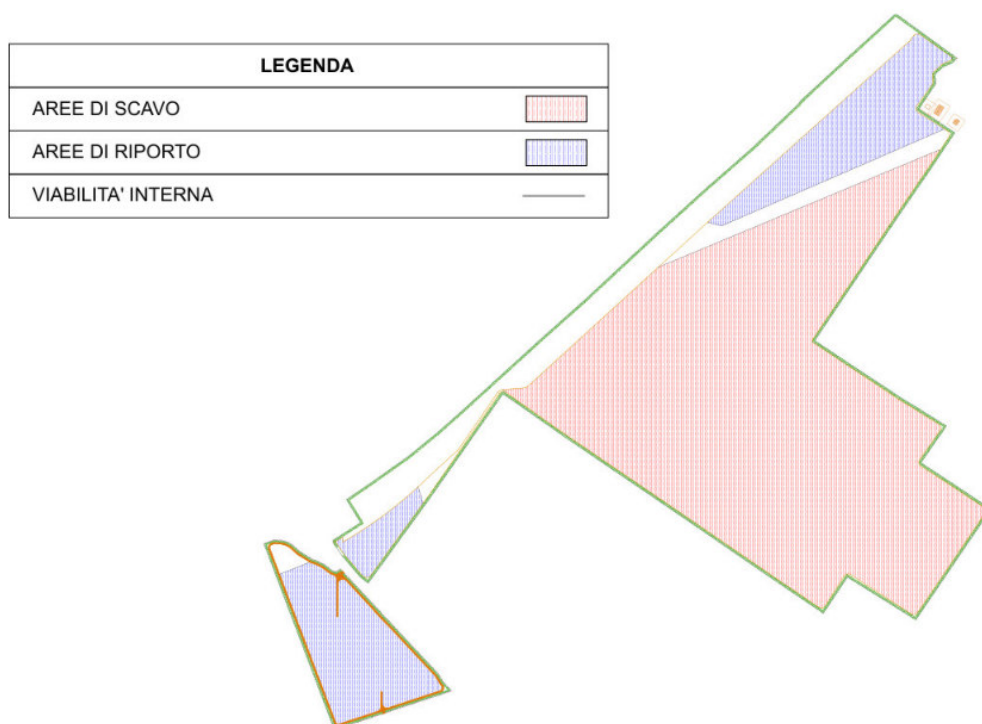 LEGENDA
AREE DI SCAVO
AREE DI RIPORTO
VIABILITA' INTERNA